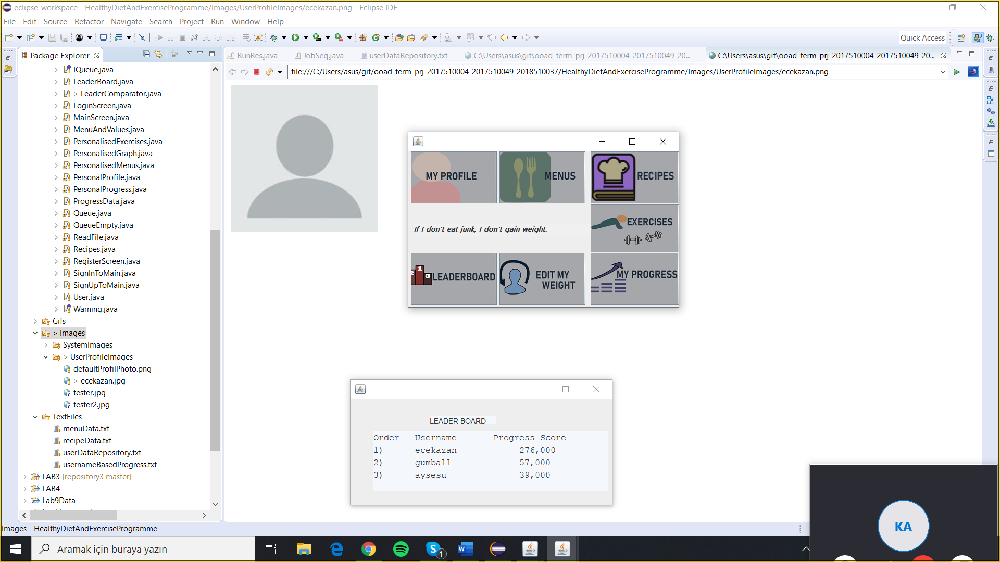 eclipse-workspace - HealthyDietAndExerciseProgramme/Images/UserProfileImages/ecekazan.png - Eclipse IDE
File Edit Source Refactor Navigate Search Project Run Window Help
Quick Access
Package Explorer
RunRes.java JobSeq.java userDataRepository.txt C:\Users\asus\git\ooad-term-prj-2017510004_2017510049_20... C:\Users\asus\git\ooad-term-prj-2017510004_2017510049_20...
file:///C:/Users/asus/git/ooad-term-prj-2017510004_2017510049_2018510037/HealthyDietAndExerciseProgramme/Images/UserProfileImages/ecekazan.png
IQueue.java
LeaderBoard.java
> LeaderComparator.java
LoginScreen.java
MainScreen.java
MenuAndValues.java
PersonalisedExercises.java
PersonalisedGraph.java
PersonalisedMenus.java
PersonalProfile.java
PersonalProgress.java
ProgressData.java
Queue.java
QueueEmpty.java
ReadFile.java
Recipes.java
RegisterScreen.java
SignInToMain.java
SignUpToMain.java
User.java
Warning.java
Gifs
> Images
SystemImages
> UserProfileImages
defaultProfilPhoto.png
> ecekazan.jpg
tester.jpg
tester2.jpg
TextFiles
menuData.txt
recipeData.txt
userDataRepository.txt
usernameBasedProgress.txt
LAB3 [repository3 master]
LAB4
Lab9Data
MY PROFILE
MENUS
RECIPES
If I don't eat junk, I don't gain weight.
EXERCISES
2 1 3 LEADERBOARD
EDIT MY
WEIGHT
MY PROGRESS
LEADER BOARD
Order Username Progress Score
1) ecekazan 276,000
2) gumball 57,000
3) aysesu 39,000
KA
Images - HealthyDietAndExerciseProgramme
Aramak için buraya yazın
1